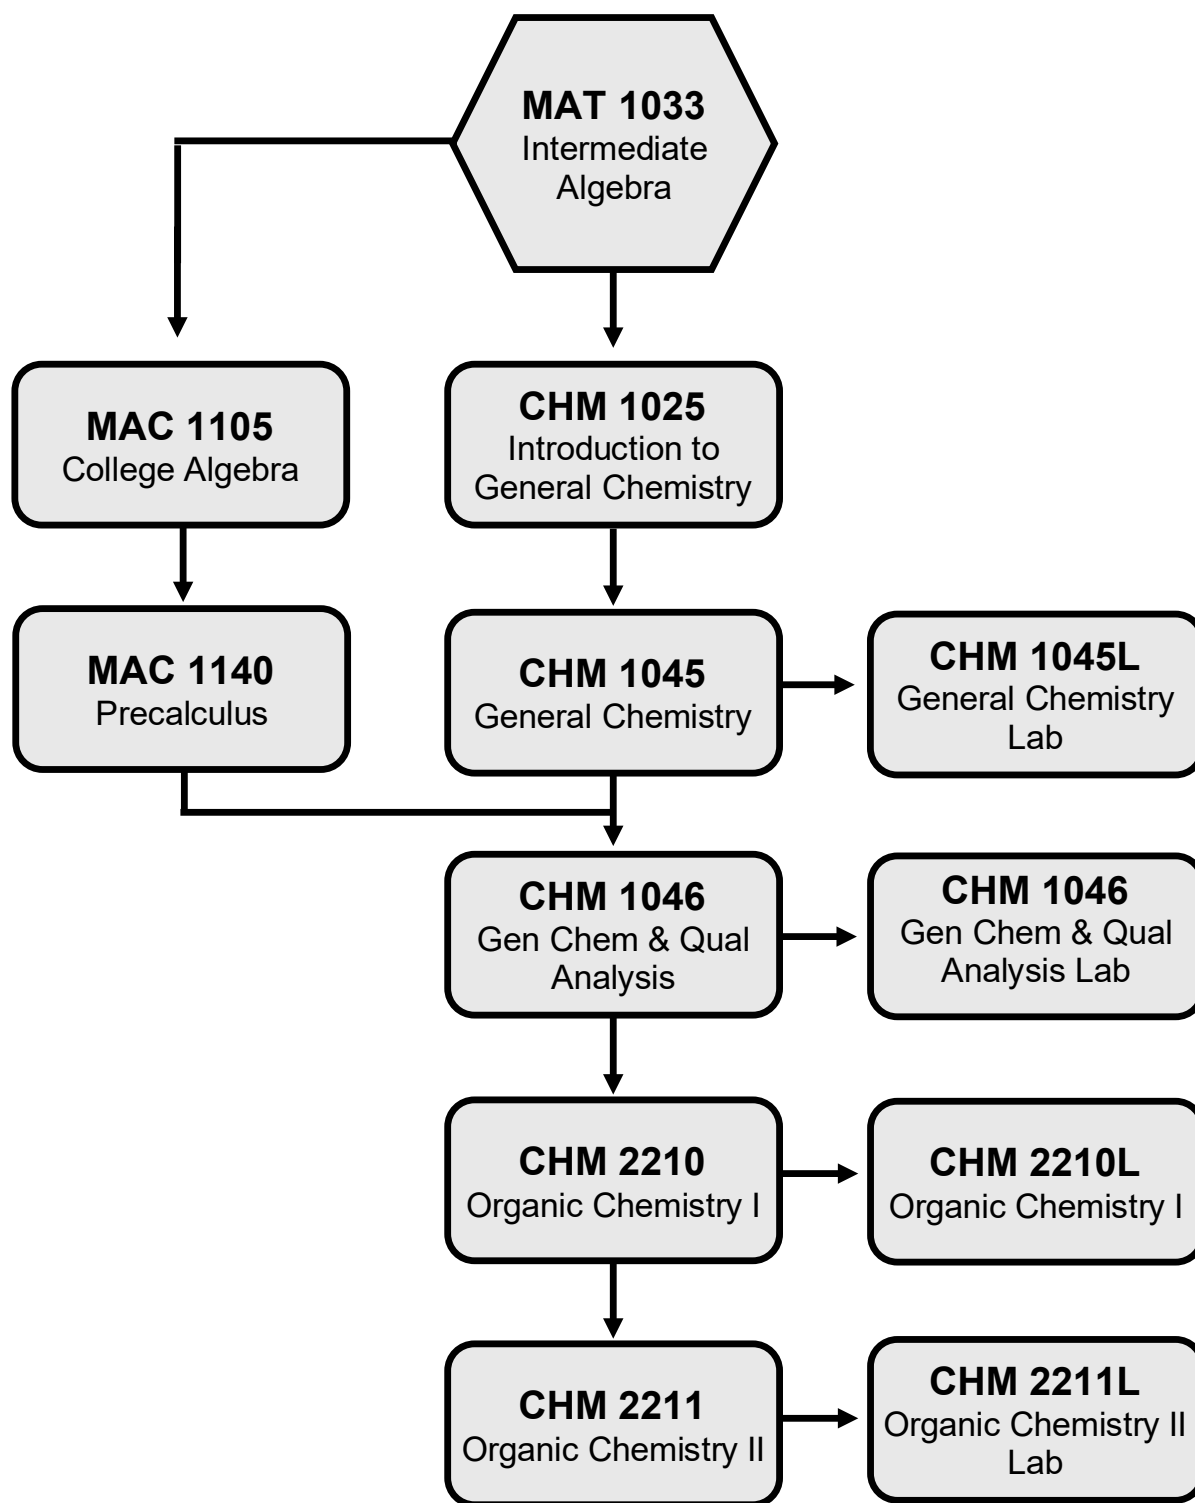 MAT 1033
Intermediate
Algebra
MAC 1105
College Algebra
CHM 1025
Introduction to
General Chemistry
MAC 1140
Precalculus
CHM 1045
General Chemistry
CHM 1045L
General Chemistry
Lab
CHM 1046
Gen Chem & Qual
Analysis
CHM 1046
Gen Chem & Qual
Analysis Lab
CHM 2210
Organic Chemistry I
CHM 2210L
Organic Chemistry I
CHM 2211
Organic Chemistry II
CHM 2211L
Organic Chemistry II
Lab